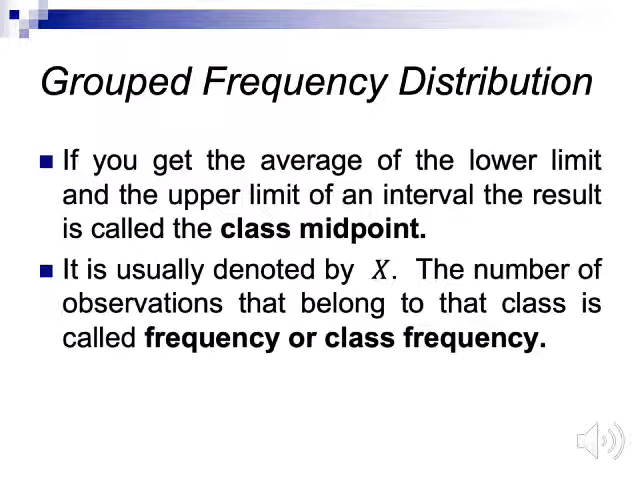 Grouped Frequency Distribution
If you get the average of the lower limit
and the upper limit of an interval the result
is called the class midpoint.
It is usually denoted by X. The number of
observations that belong to that class is
called frequency or class frequency.